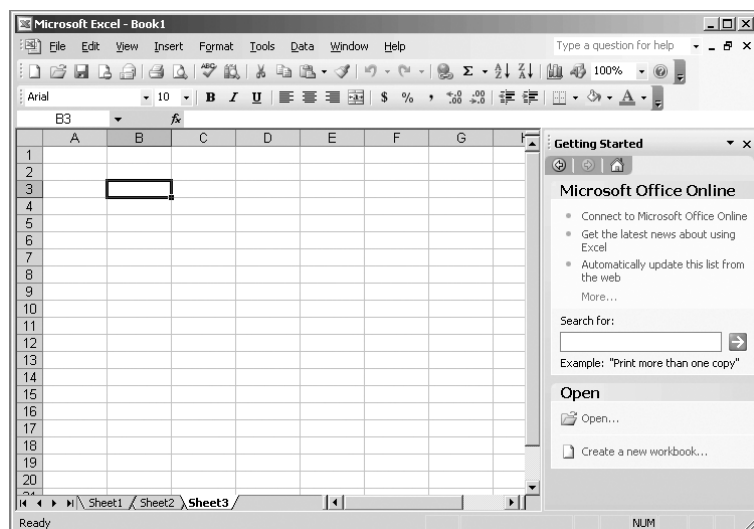 Microsoft Excel - Book1
File Edit View Insert Format Tools Data Window Help Type a question for help
100%
Arial 10 B I U $ % ,
B3 fx
A B C D E F G H
1
2
3
4
5
6
7
8
9
10
11
12
13
14
15
16
17
18
19
20
Sheet1 Sheet2 Sheet3
Ready NUM
Getting Started
Microsoft Office Online
Connect to Microsoft Office Online
Get the latest news about using
Excel
Automatically update this list from
the web
More...
Search for:
Example: "Print more than one copy"
Open
Open...
Create a new workbook...